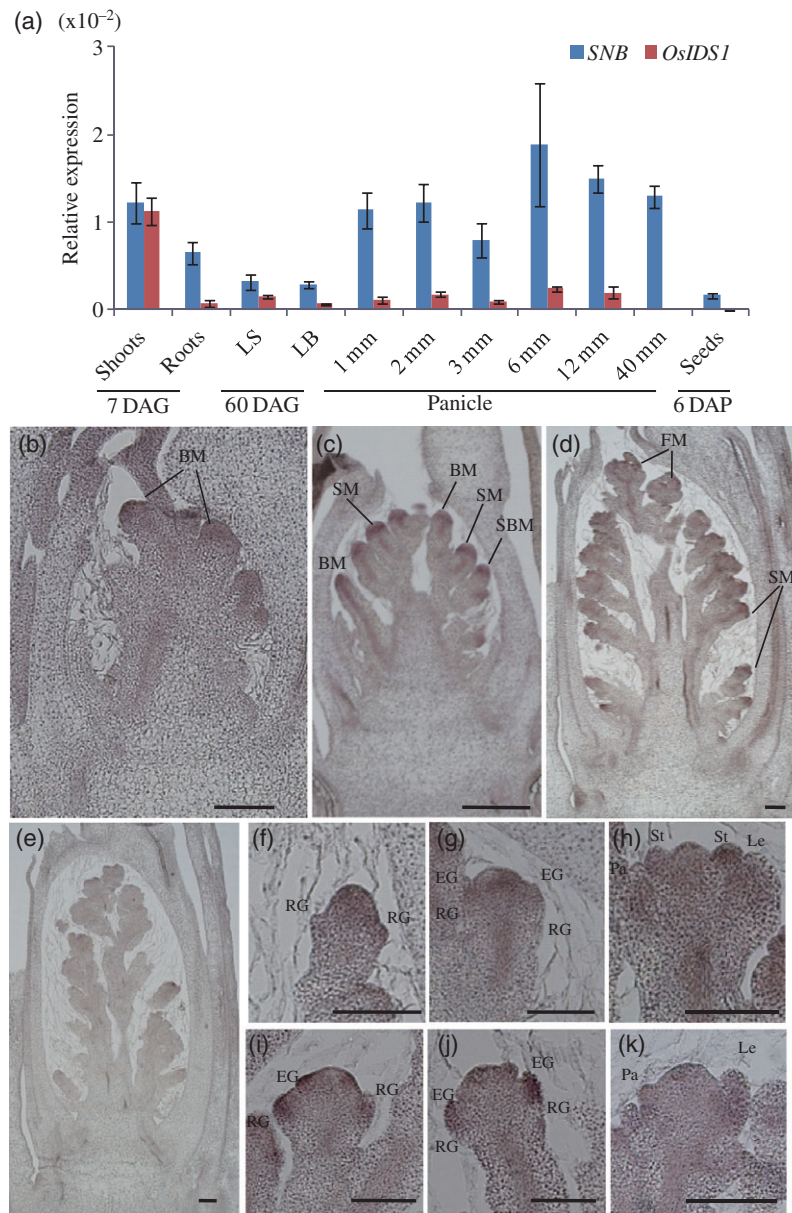 (a) (x10⁻²)
SNB OsIDS1
3
2
1
0
Relative expression
Shoots Roots LS LB 1 mm 2 mm 3 mm 6 mm 12 mm 40 mm Seeds
7 DAG 60 DAG Panicle 6 DAP
(b) BM
(c) SM BM SM SBM BM
(d) FM SM
(e)
(f) RG RG
(g) EG EG RG RG
(h) St St Le Pa
(i) EG RG RG
(j) EG EG RG RG
(k) Le Pa